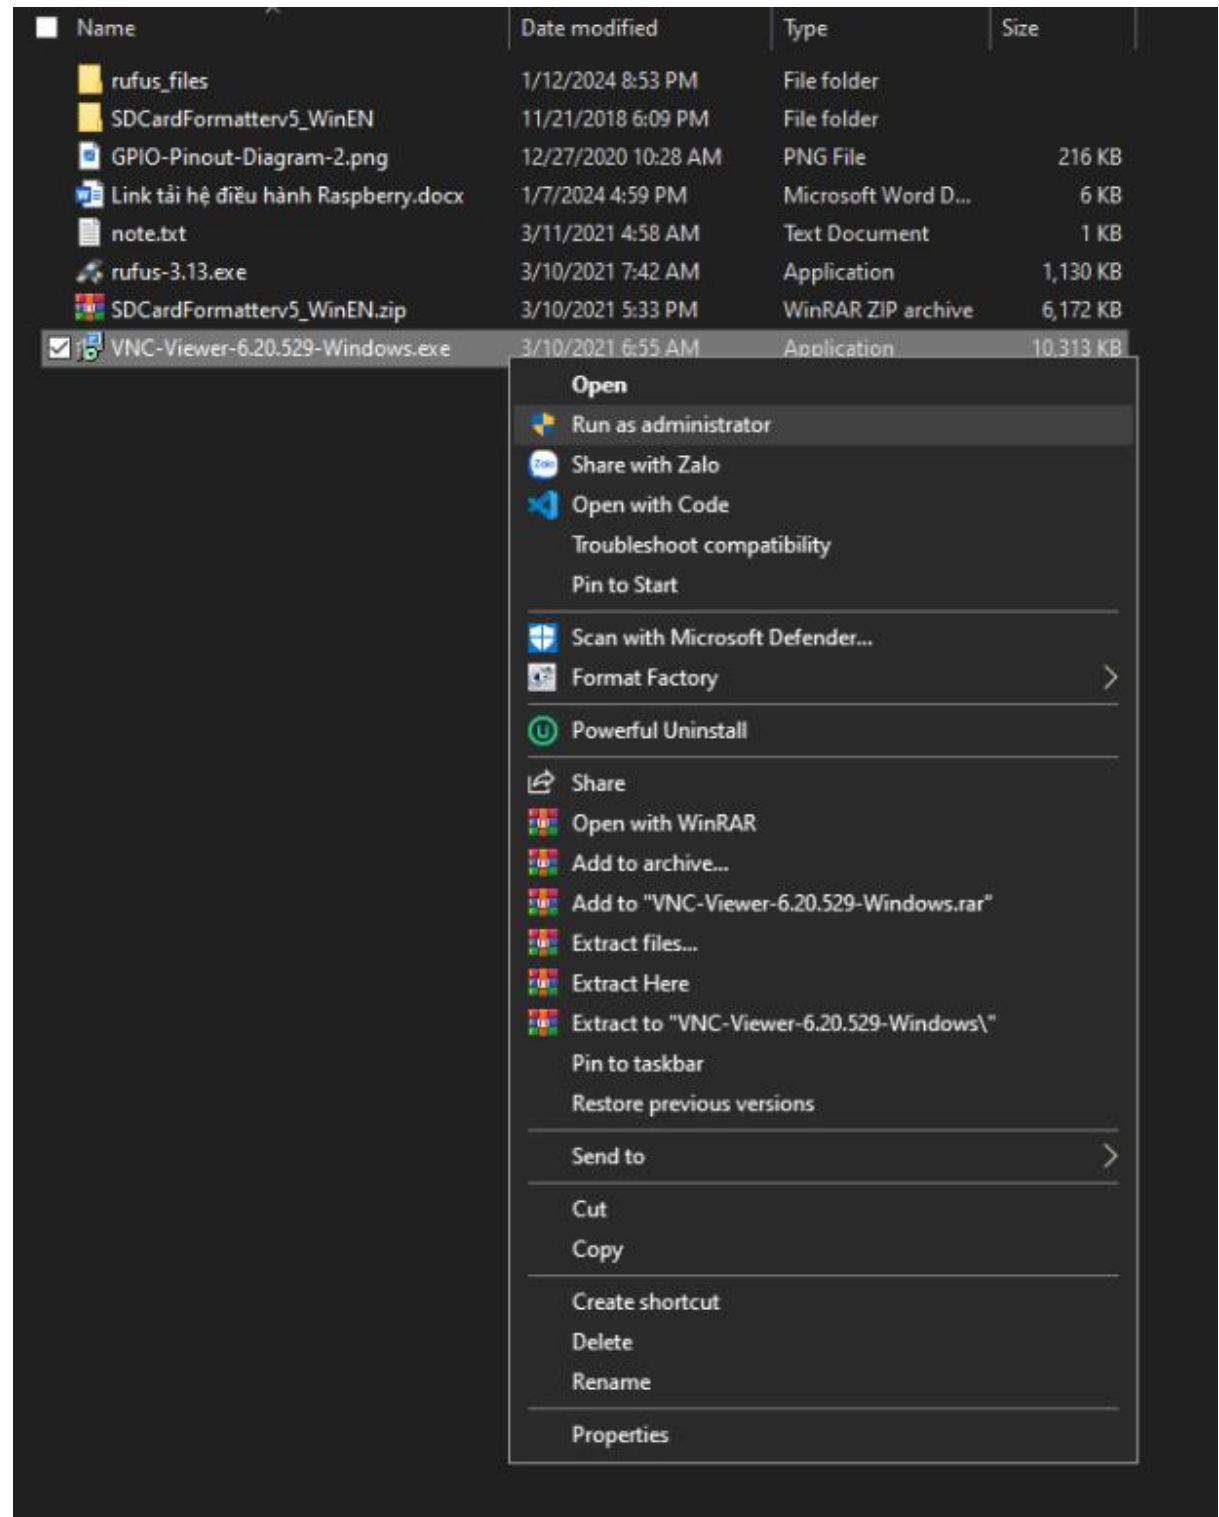 Name Date modified Type Size
rufus_files 1/12/2024 8:53 PM File folder
SDCardFormatterv5_WinEN 11/21/2018 6:09 PM File folder
GPIO-Pinout-Diagram-2.png 12/27/2020 10:28 AM PNG File 216 KB
Link tải hệ điều hành Raspberry.docx 1/7/2024 4:59 PM Microsoft Word D... 6 KB
note.txt 3/11/2021 4:58 AM Text Document 1 KB
rufus-3.13.exe 3/10/2021 7:42 AM Application 1,130 KB
SDCardFormatterv5_WinEN.zip 3/10/2021 5:33 PM WinRAR ZIP archive 6,172 KB
VNC-Viewer-6.20.529-Windows.exe 3/10/2021 6:55 AM Application 10,313 KB
Open
Run as administrator
Zalo Share with Zalo
Open with Code
Troubleshoot compatibility
Pin to Start
Scan with Microsoft Defender...
Format Factory
Powerful Uninstall
Share
Open with WinRAR
Add to archive...
Add to "VNC-Viewer-6.20.529-Windows.rar"
Extract files...
Extract Here
Extract to "VNC-Viewer-6.20.529-Windows\"
Pin to taskbar
Restore previous versions
Send to
Cut
Copy
Create shortcut
Delete
Rename
Properties